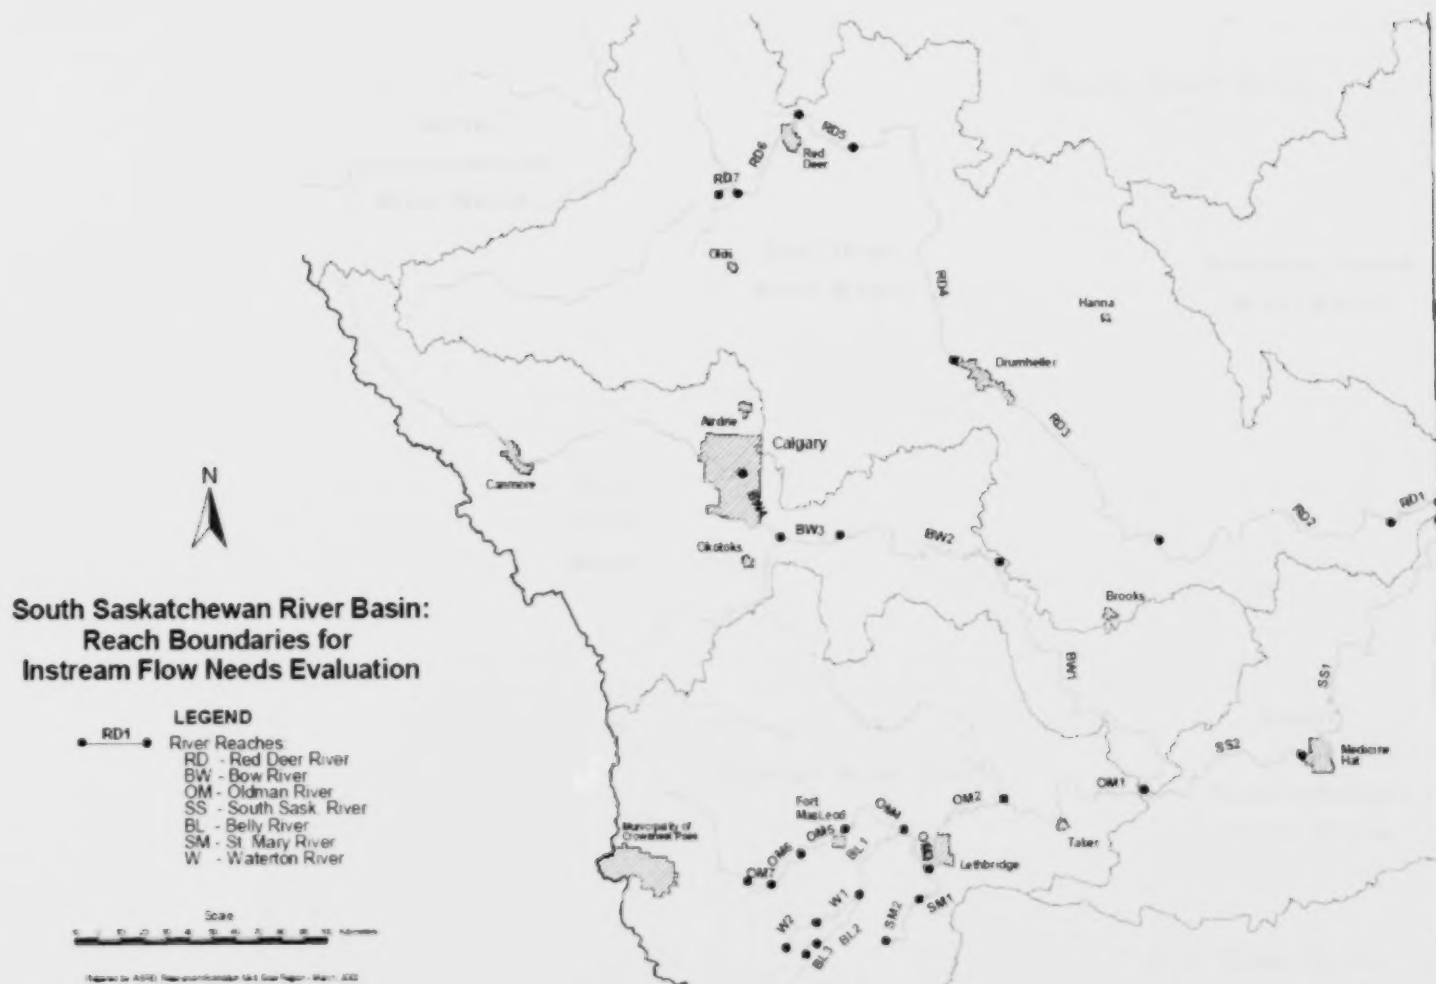 RD5
RD6
Red
Deer
RD7
Olds
RD4
Hanna
Drumheller
RD3
Airdrie
Calgary
Canmore
N
BW4
RD1
RD2
BW3
BW2
Okotoks
Brooks
South Saskatchewan River Basin:
Reach Boundaries for
Instream Flow Needs Evaluation
BW1
SS1
LEGEND
RD1
River Reaches
RD - Red Deer River
BW - Bow River
OM - Oldman River
SS - South Sask. River
BL - Belly River
SM - St. Mary River
W - Waterton River
SS2
Medicine
Hat
OM1
OM2
Fort
MacLeod
OM4
OM5
Municipality of
Crowsnest Pass
OM6
BL1
OM3
Taber
Lethbridge
OM7
W1
SM1
SM2
W2
BL2
BL3
Scale